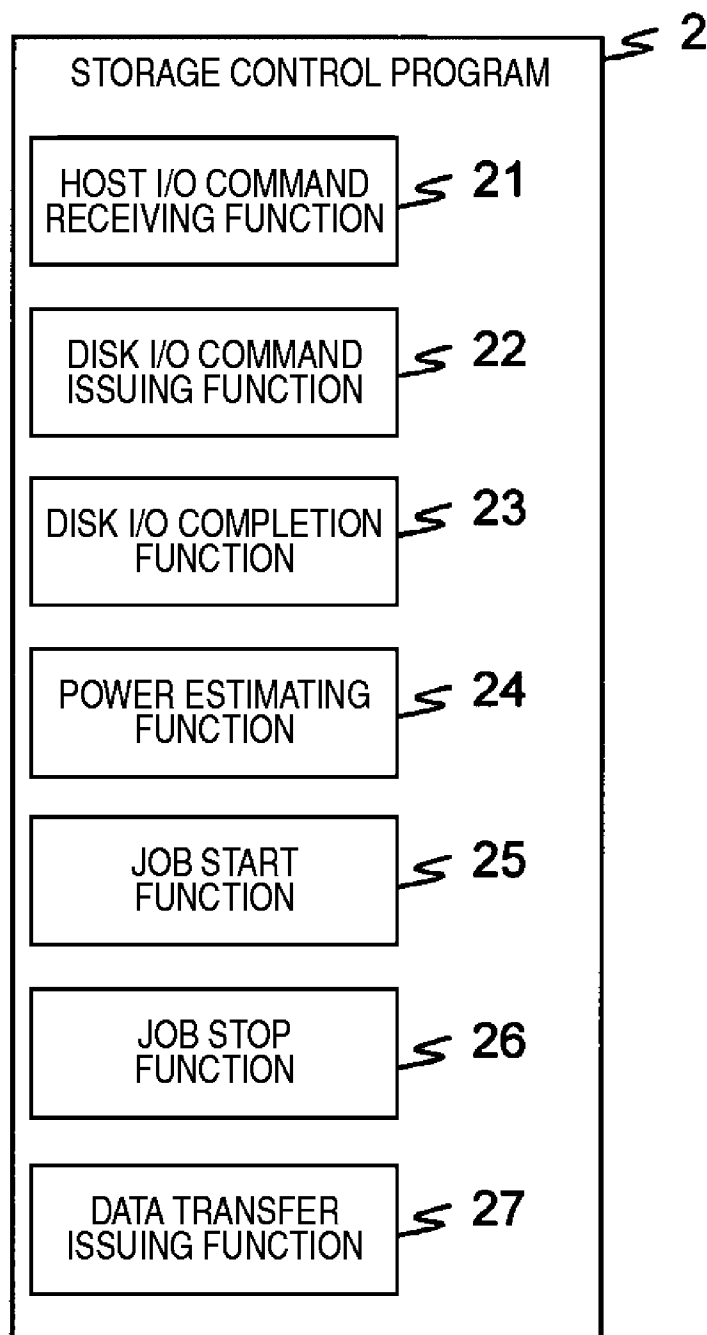 2
STORAGE CONTROL PROGRAM
HOST I/O COMMAND
RECEIVING FUNCTION
21
DISK I/O COMMAND
ISSUING FUNCTION
22
DISK I/O COMPLETION
FUNCTION
23
POWER ESTIMATING
FUNCTION
24
JOB START
FUNCTION
25
JOB STOP
FUNCTION
26
DATA TRANSFER
ISSUING FUNCTION
27